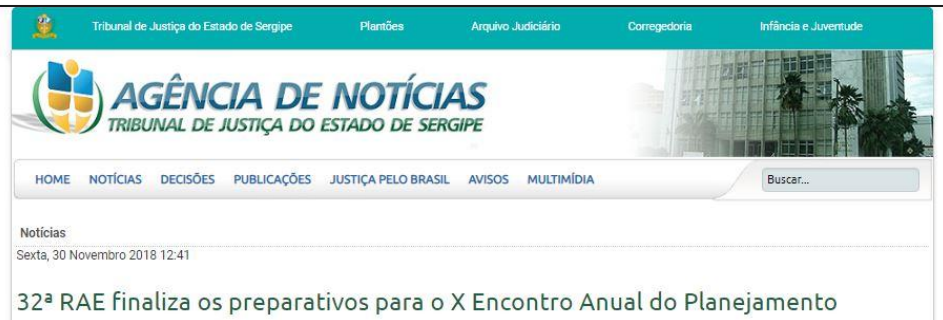 Tribunal de Justiça do Estado de Sergipe Plantões Arquivo Judiciário Corregedoria Infância e Juventude
AGÊNCIA DE NOTÍCIAS
TRIBUNAL DE JUSTIÇA DO ESTADO DE SERGIPE
HOME NOTÍCIAS DECISÕES PUBLICAÇÕES JUSTIÇA PELO BRASIL AVISOS MULTIMÍDIA Buscar...
Notícias
Sexta, 30 Novembro 2018 12:41
32ª RAE finaliza os preparativos para o X Encontro Anual do Planejamento